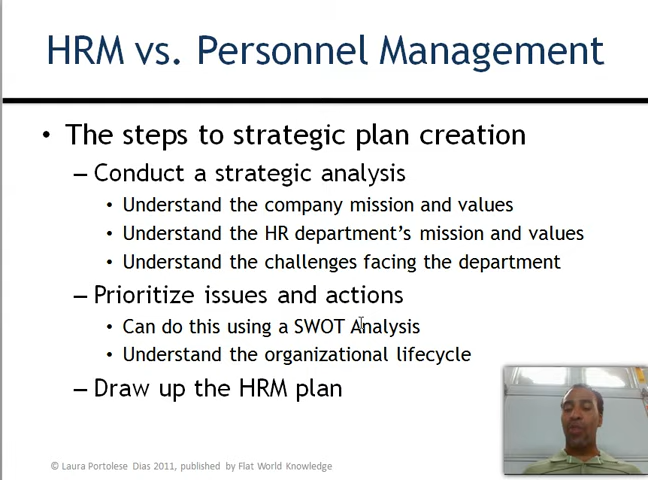 HRM vs. Personnel Management
• The steps to strategic plan creation
– Conduct a strategic analysis
• Understand the company mission and values
• Understand the HR department's mission and values
• Understand the challenges facing the department
– Prioritize issues and actions
• Can do this using a SWOT Analysis
• Understand the organizational lifecycle
– Draw up the HRM plan
© Laura Portolese Dias 2011, published by Flat World Knowledge